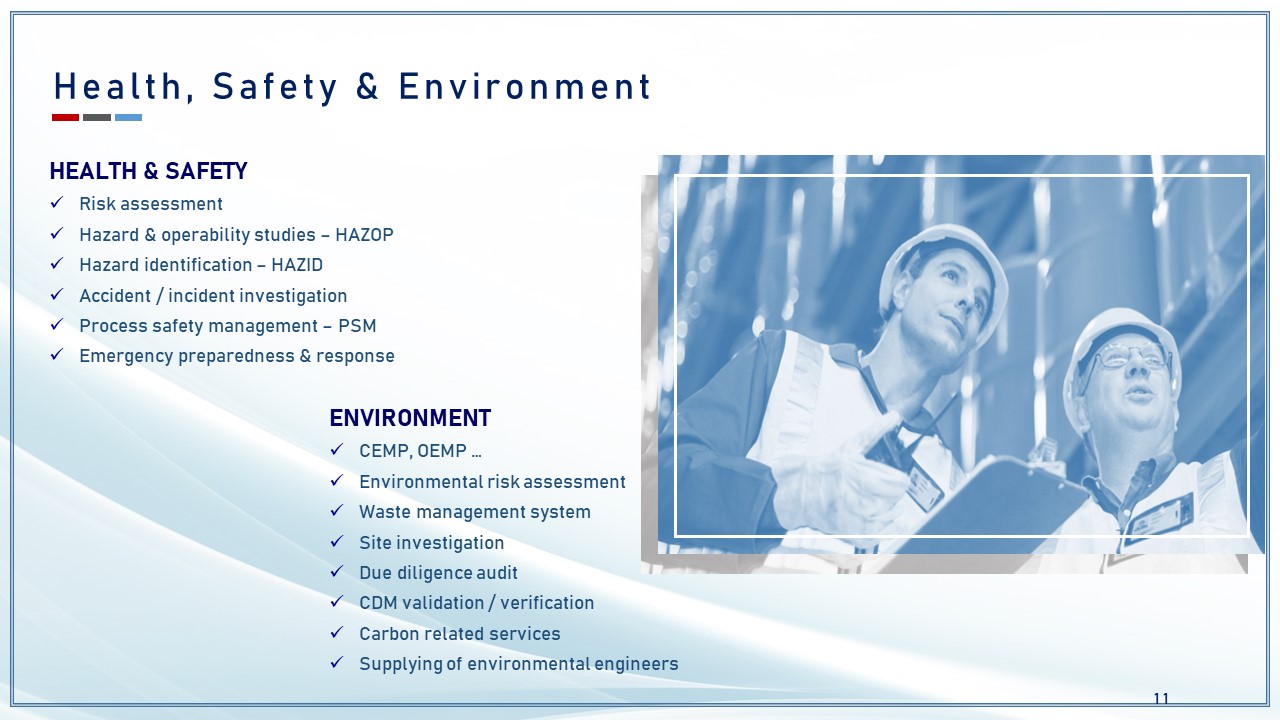 Health, Safety & Environment
HEALTH & SAFETY
✓ Risk assessment
✓ Hazard & operability studies – HAZOP
✓ Hazard identification – HAZID
✓ Accident / incident investigation
✓ Process safety management – PSM
✓ Emergency preparedness & response
ENVIRONMENT
✓ CEMP, OEMP ...
✓ Environmental risk assessment
✓ Waste management system
✓ Site investigation
✓ Due diligence audit
✓ CDM validation / verification
✓ Carbon related services
✓ Supplying of environmental engineers
11